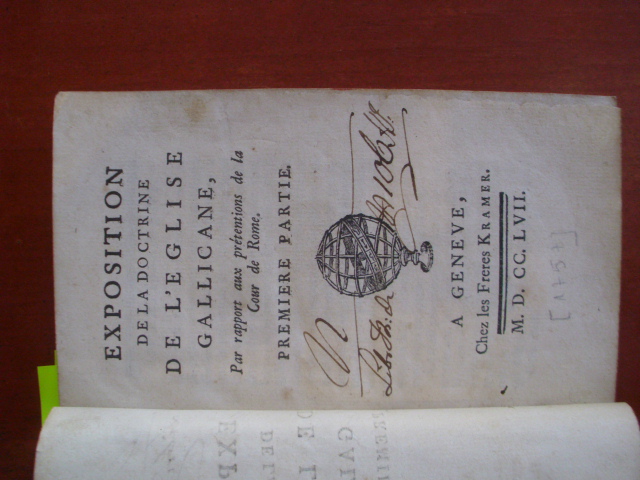 EXPOSITION
DE LA DOCTRINE
DE L'EGLISE
GALLICANE,
Par rapport aux prétentions de la
Cour de Rome.
PREMIERE PARTIE.
A GENEVE,
Chez les Freres KRAMER.
M. D. CC. LVII.
[1757]